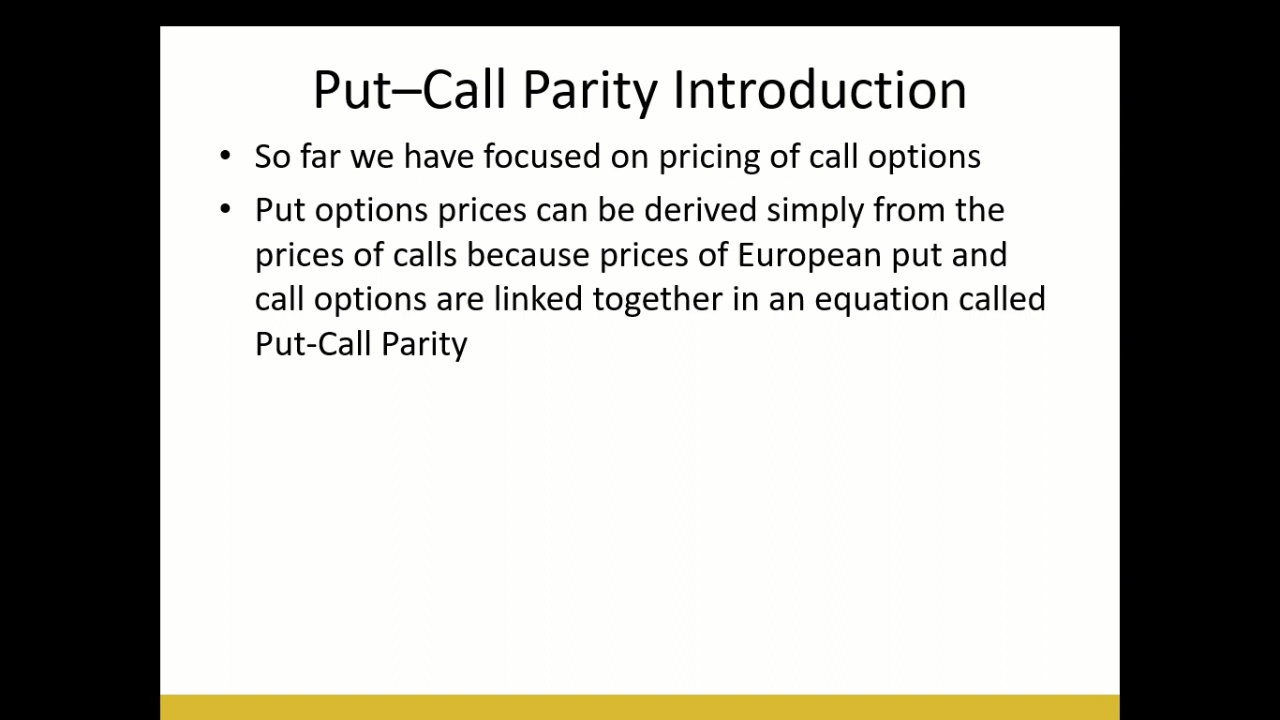 Put–Call Parity Introduction
• So far we have focused on pricing of call options
• Put options prices can be derived simply from the
prices of calls because prices of European put and
call options are linked together in an equation called
Put-Call Parity